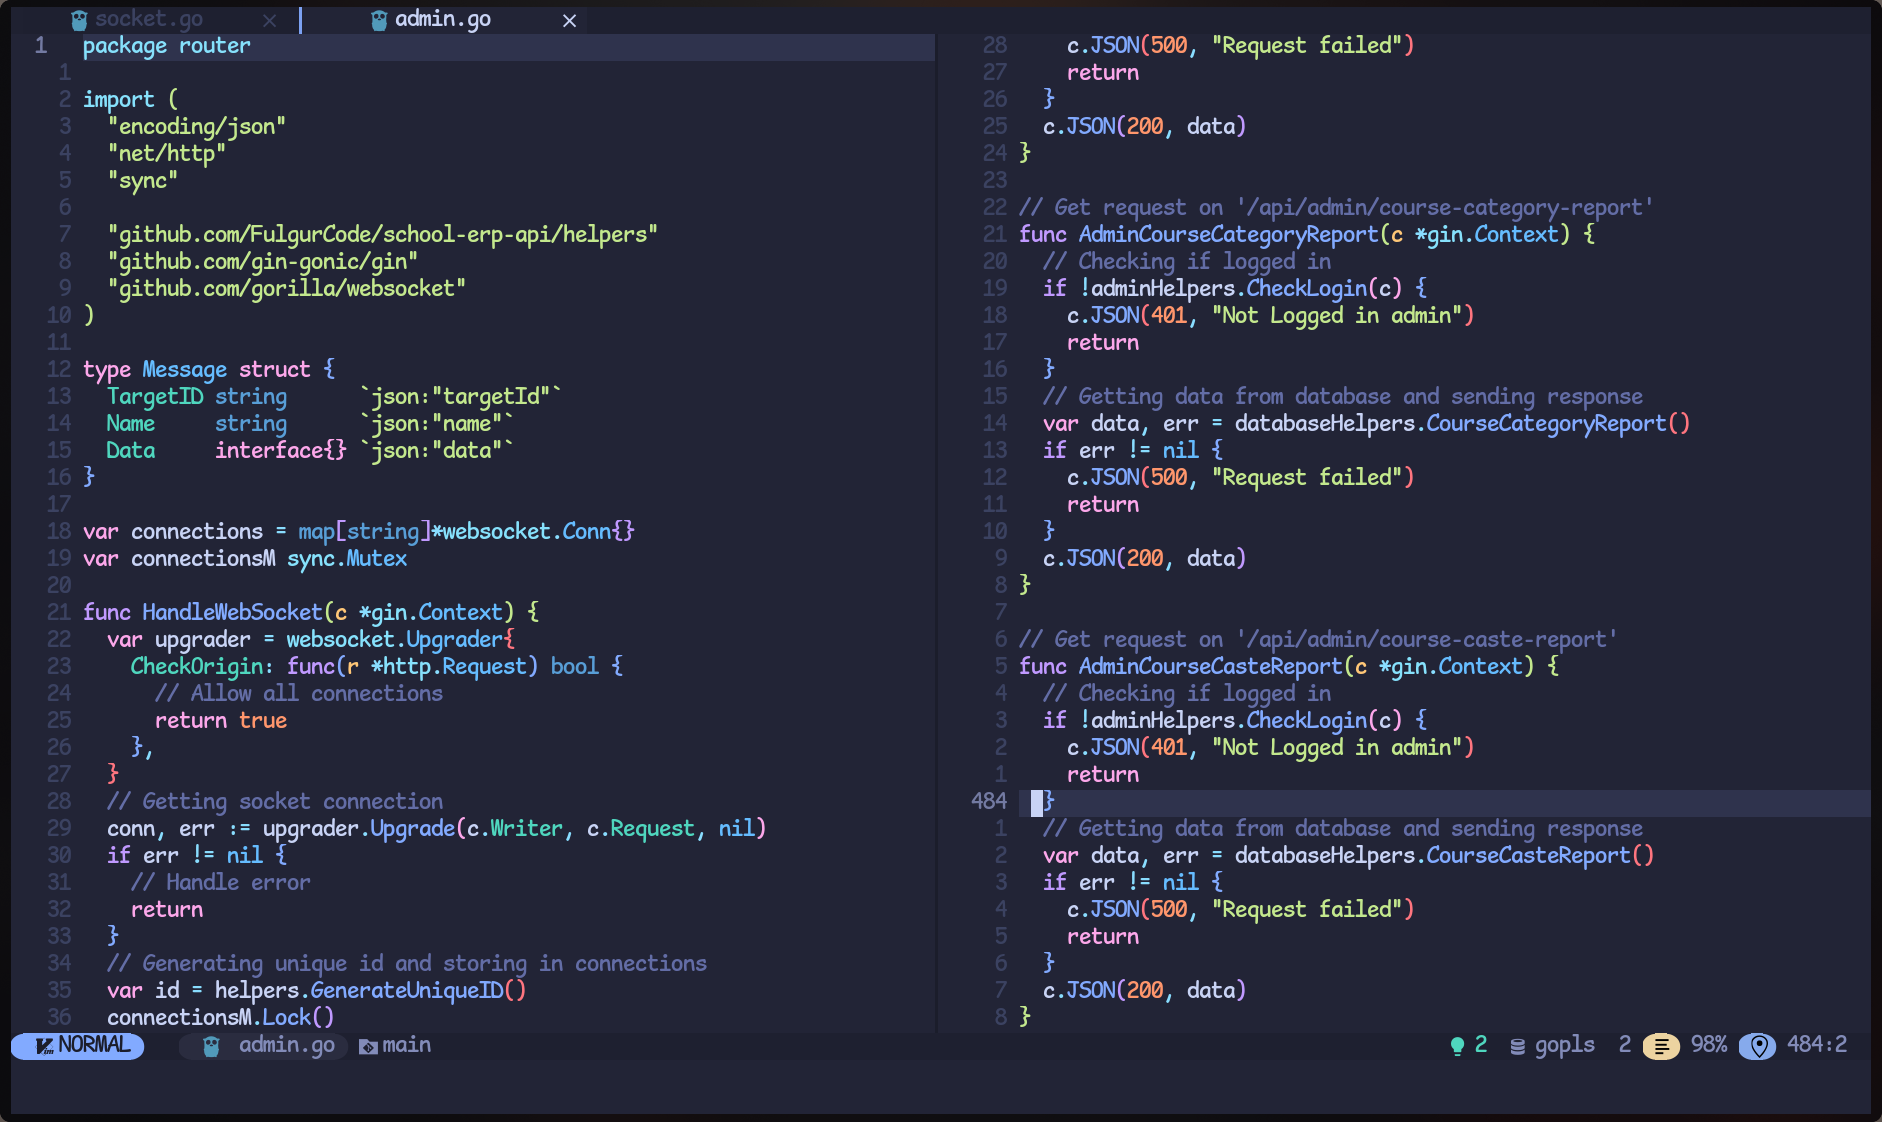 socket.go × admin.go ×
1 package router
1
2 import (
3 "encoding/json"
4 "net/http"
5 "sync"
6
7 "github.com/FulgurCode/school-erp-api/helpers"
8 "github.com/gin-gonic/gin"
9 "github.com/gorilla/websocket"
10 )
11
12 type Message struct {
13 TargetID string `json:"targetId"`
14 Name string `json:"name"`
15 Data interface{} `json:"data"`
16 }
17
18 var connections = map[string]*websocket.Conn{}
19 var connectionsM sync.Mutex
20
21 func HandleWebSocket(c *gin.Context) {
22 var upgrader = websocket.Upgrader{
23 CheckOrigin: func(r *http.Request) bool {
24 // Allow all connections
25 return true
26 },
27 }
28 // Getting socket connection
29 conn, err := upgrader.Upgrade(c.Writer, c.Request, nil)
30 if err != nil {
31 // Handle error
32 return
33 }
34 // Generating unique id and storing in connections
35 var id = helpers.GenerateUniqueID()
36 connectionsM.Lock()
28 c.JSON(500, "Request failed")
27 return
26 }
25 c.JSON(200, data)
24 }
23
22 // Get request on '/api/admin/course-category-report'
21 func AdminCourseCategoryReport(c *gin.Context) {
20 // Checking if logged in
19 if !adminHelpers.CheckLogin(c) {
18 c.JSON(401, "Not Logged in admin")
17 return
16 }
15 // Getting data from database and sending response
14 var data, err = databaseHelpers.CourseCategoryReport()
13 if err != nil {
12 c.JSON(500, "Request failed")
11 return
10 }
9 c.JSON(200, data)
8 }
7
6 // Get request on '/api/admin/course-caste-report'
5 func AdminCourseCasteReport(c *gin.Context) {
4 // Checking if logged in
3 if !adminHelpers.CheckLogin(c) {
2 c.JSON(401, "Not Logged in admin")
1 return
484 }
1 // Getting data from database and sending response
2 var data, err = databaseHelpers.CourseCasteReport()
3 if err != nil {
4 c.JSON(500, "Request failed")
5 return
6 }
7 c.JSON(200, data)
8 }
NORMAL admin.go main 2 gopls 2 98% 484:2